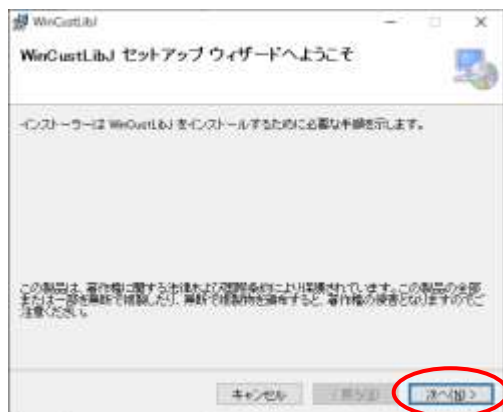 WinCustLibJ
WinCustLibJ セットアップ ウィザードへようこそ
インストーラーは WinCustLibJ をインストールするために必要な手順を示します。
この製品は、著作権に関する法律および国際条約により保護されています。この製品の全部
または一部を無断で複製したり、無断で複製物を頒布すると、著作権の侵害となりますのでご
注意ください。
キャンセル
< 戻る(B)
次へ(N) >